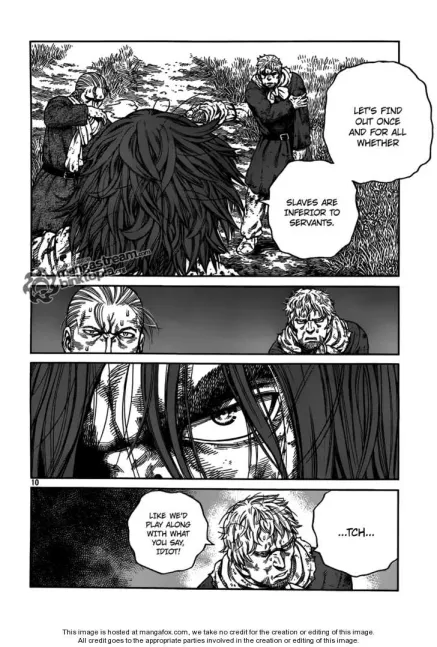 LET'S FIND
OUT ONCE
AND FOR ALL
WHETHER
SLAVES ARE
INFERIOR TO
SERVANTS.
10
LIKE WE'D
PLAY ALONG
WITH WHAT
YOU SAY,
IDIOT!
...TCH...
This image is hosted at mangafox.com, we take no credit for the creation or editing of this image.
All credit goes to the appropriate parties involved in the creation or editing of this image.